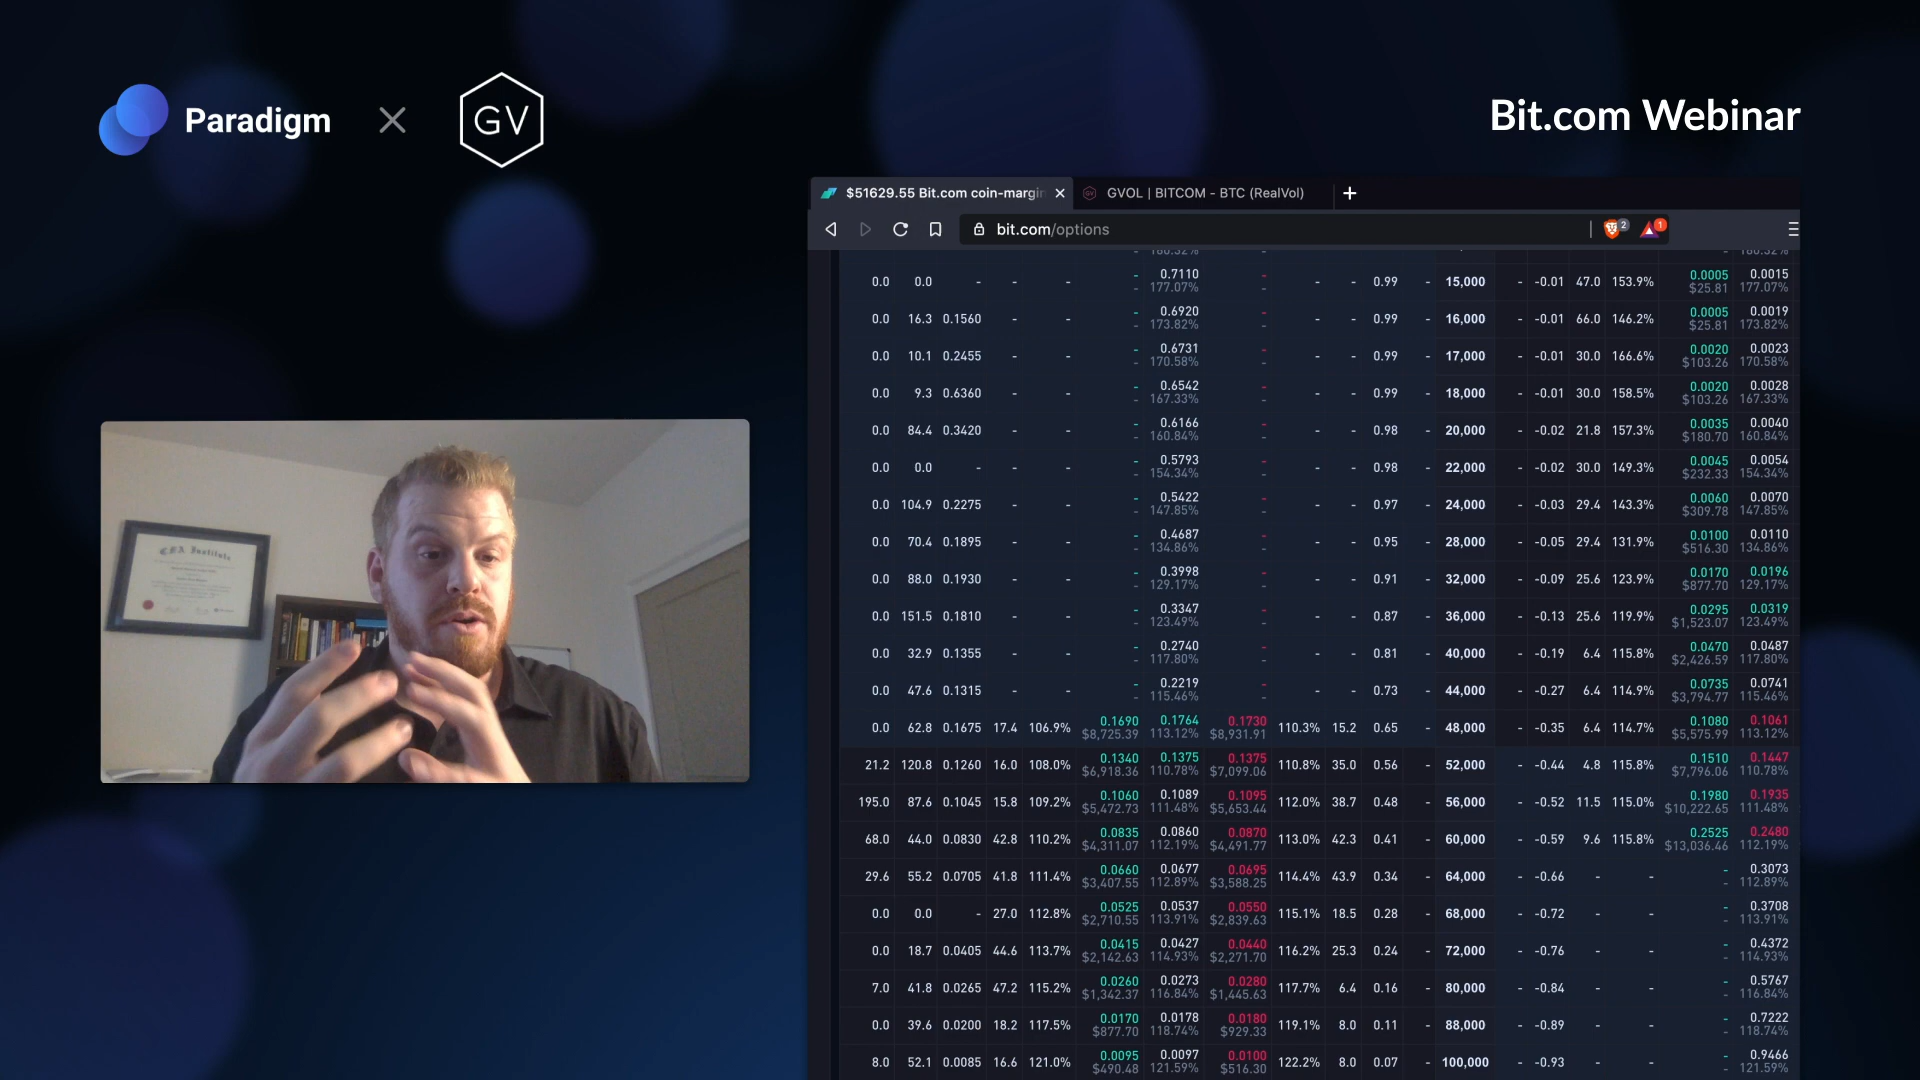 Paradigm
GV
Bit.com Webinar
$51629.55 Bit.com coin-margin
GVOL | BITCOM - BTC (RealVol)
bit.com/options
2
1
CFA Institute
0.0 0.0 - - - - 0.7110 - - - 0.99 - 15,000 - -0.01 47.0 153.9% 0.0005 0.0015
- 177.07% - $25.81 177.07%
0.0 16.3 0.1560 - - - 0.6920 - - - 0.99 - 16,000 - -0.01 66.0 146.2% 0.0005 0.0019
- 173.82% - $25.81 173.82%
0.0 10.1 0.2455 - - - 0.6731 - - - 0.99 - 17,000 - -0.01 30.0 166.6% 0.0020 0.0023
- 170.58% - $103.26 170.58%
0.0 9.3 0.6360 - - - 0.6542 - - - 0.99 - 18,000 - -0.01 30.0 158.5% 0.0020 0.0028
- 167.33% - $103.26 167.33%
0.0 84.4 0.3420 - - - 0.6166 - - - 0.98 - 20,000 - -0.02 21.8 157.3% 0.0035 0.0040
- 160.84% - $180.70 160.84%
0.0 0.0 - - - - 0.5793 - - - 0.98 - 22,000 - -0.02 30.0 149.3% 0.0045 0.0054
- 154.34% - $232.33 154.34%
0.0 104.9 0.2275 - - - 0.5422 - - - 0.97 - 24,000 - -0.03 29.4 143.3% 0.0060 0.0070
- 147.85% - $309.78 147.85%
0.0 70.4 0.1895 - - - 0.4687 - - - 0.95 - 28,000 - -0.05 29.4 131.9% 0.0100 0.0110
- 134.86% - $516.30 134.86%
0.0 88.0 0.1930 - - - 0.3998 - - - 0.91 - 32,000 - -0.09 25.6 123.9% 0.0170 0.0196
- 129.17% - $877.70 129.17%
0.0 151.5 0.1810 - - - 0.3347 - - - 0.87 - 36,000 - -0.13 25.6 119.9% 0.0295 0.0319
- 123.49% - $1,523.07 123.49%
0.0 32.9 0.1355 - - - 0.2740 - - - 0.81 - 40,000 - -0.19 6.4 115.8% 0.0470 0.0487
- 117.80% - $2,426.59 117.80%
0.0 47.6 0.1315 - - - 0.2219 - - - 0.73 - 44,000 - -0.27 6.4 114.9% 0.0735 0.0741
- 115.46% - $3,794.77 115.46%
0.0 62.8 0.1675 17.4 106.9% 0.1690 0.1764 0.1730 110.3% 15.2 0.65 - 48,000 - -0.35 6.4 114.7% 0.1080 0.1061
$8,725.39 113.12% $8,931.91 $5,575.99 113.12%
21.2 120.8 0.1260 16.0 108.0% 0.1340 0.1375 0.1375 110.8% 35.0 0.56 - 52,000 - -0.44 4.8 115.8% 0.1510 0.1447
$6,918.36 110.78% $7,099.06 $7,796.06 110.78%
195.0 87.6 0.1045 15.8 109.2% 0.1060 0.1089 0.1095 112.0% 38.7 0.48 - 56,000 - -0.52 11.5 115.0% 0.1980 0.1935
$5,472.73 111.48% $5,653.44 $10,222.65 111.48%
68.0 44.0 0.0830 42.8 110.2% 0.0835 0.0860 0.0870 113.0% 42.3 0.41 - 60,000 - -0.59 9.6 115.8% 0.2525 0.2480
$4,311.07 112.19% $4,491.77 $13,036.46 112.19%
29.6 55.2 0.0705 41.8 111.4% 0.0660 0.0677 0.0695 114.4% 43.9 0.34 - 64,000 - -0.66 - - - 0.3073
$3,407.55 112.89% $3,588.25 - 112.89%
0.0 0.0 - 27.0 112.8% 0.0525 0.0537 0.0550 115.1% 18.5 0.28 - 68,000 - -0.72 - - - 0.3708
$2,710.55 113.91% $2,839.63 - 113.91%
0.0 18.7 0.0405 44.6 113.7% 0.0415 0.0427 0.0440 116.2% 25.3 0.24 - 72,000 - -0.76 - - - 0.4372
$2,142.63 114.93% $2,271.70 - 114.93%
7.0 41.8 0.0265 47.2 115.2% 0.0260 0.0273 0.0280 117.7% 6.4 0.16 - 80,000 - -0.84 - - - 0.5767
$1,342.37 116.84% $1,445.63 - 116.84%
0.0 39.6 0.0200 18.2 117.5% 0.0170 0.0178 0.0180 119.1% 8.0 0.11 - 88,000 - -0.89 - - - 0.7222
$877.70 118.74% $929.33 - 118.74%
8.0 52.1 0.0085 16.6 121.0% 0.0095 0.0097 0.0100 122.2% 8.0 0.07 - 100,000 - -0.93 - - - 0.9466
$490.48 121.59% $516.30 - 121.59%